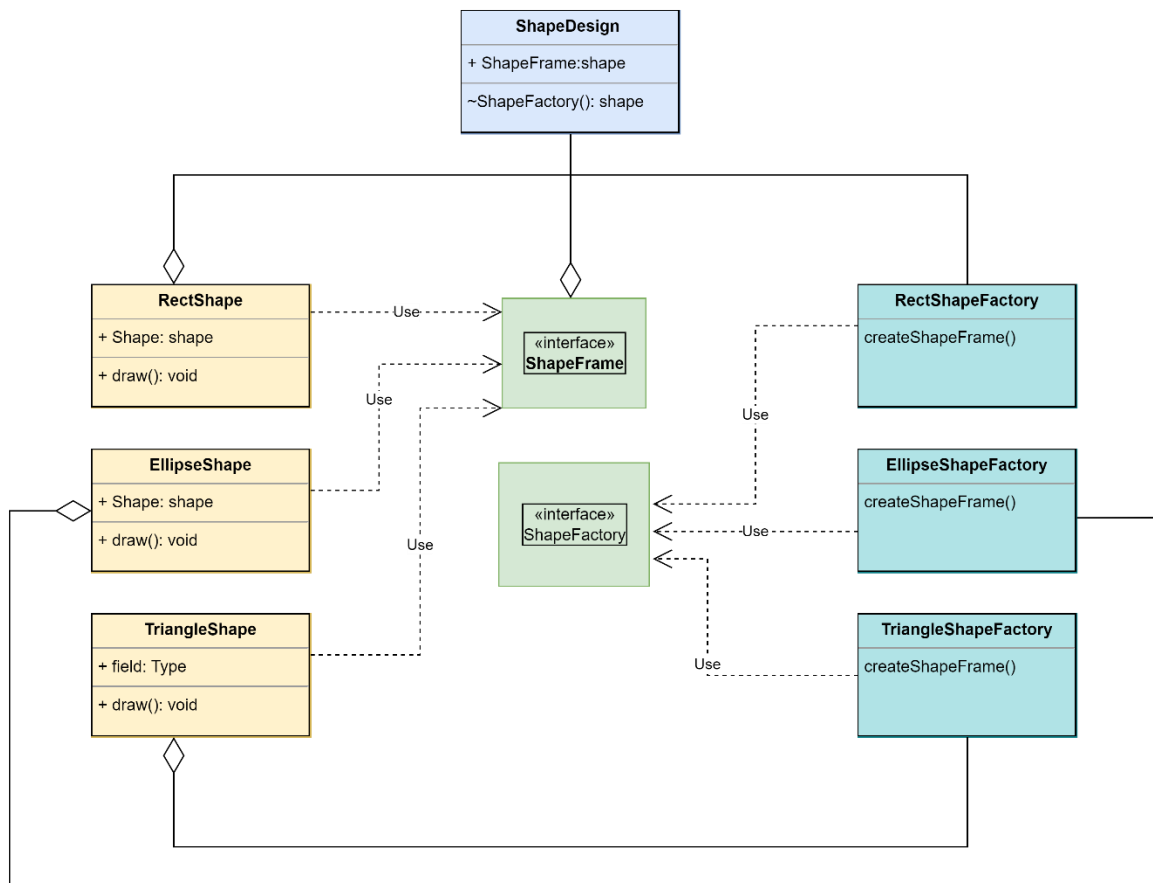 ShapeDesign
+ ShapeFrame:shape
~ShapeFactory(): shape
RectShape
+ Shape: shape
+ draw(): void
Use
«interface»
ShapeFrame
RectShapeFactory
createShapeFrame()
Use
Use
EllipseShape
+ Shape: shape
+ draw(): void
«interface»
ShapeFactory
EllipseShapeFactory
createShapeFrame()
Use
Use
TriangleShape
+ field: Type
+ draw(): void
Use
TriangleShapeFactory
createShapeFrame()